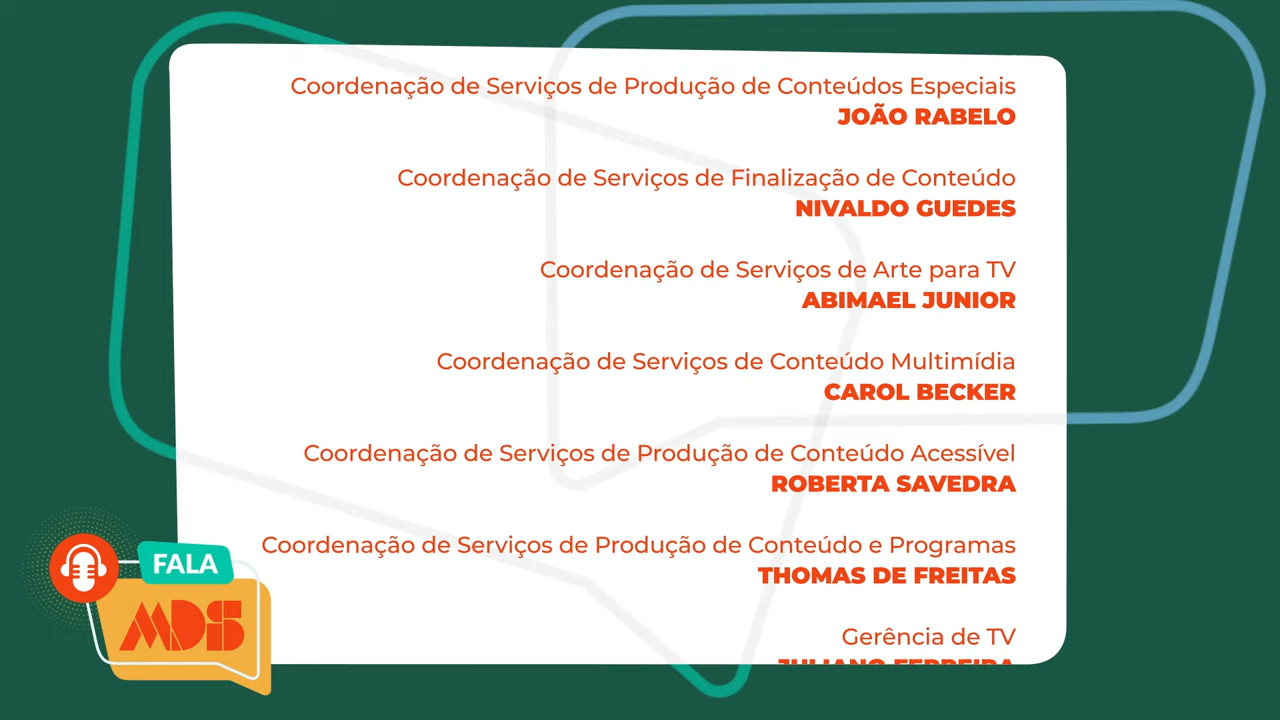 Coordenação de Serviços de Produção de Conteúdos Especiais
JOÃO RABELO
Coordenação de Serviços de Finalização de Conteúdo
NIVALDO GUEDES
Coordenação de Serviços de Arte para TV
ABIMAEL JUNIOR
Coordenação de Serviços de Conteúdo Multimídia
CAROL BECKER
Coordenação de Serviços de Produção de Conteúdo Acessível
ROBERTA SAVEDRA
Coordenação de Serviços de Produção de Conteúdo e Programas
THOMAS DE FREITAS
Gerência de TV
JULIANO FERREIRA
FALA
MDS